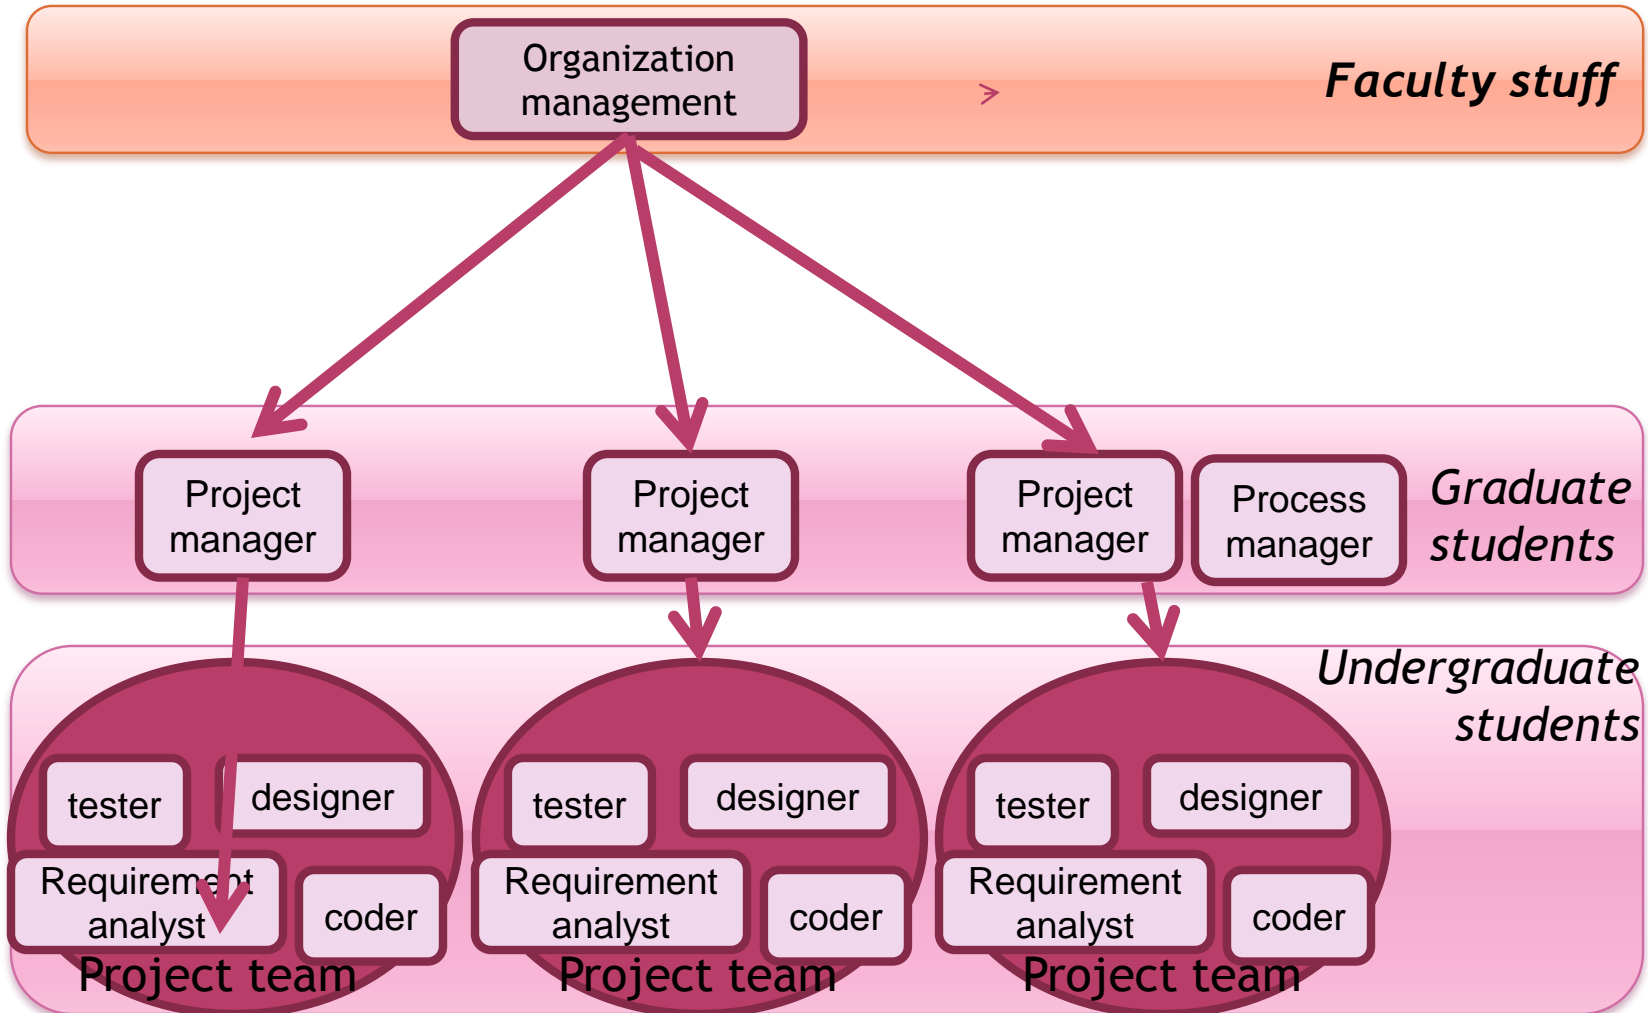 Organization
management
Faculty stuff
Project
manager
Project
manager
Project
manager
Process
manager
Graduate
students
Undergraduate
students
tester
designer
Requirement
analyst
coder
Project team
tester
designer
Requirement
analyst
coder
Project team
tester
designer
Requirement
analyst
coder
Project team